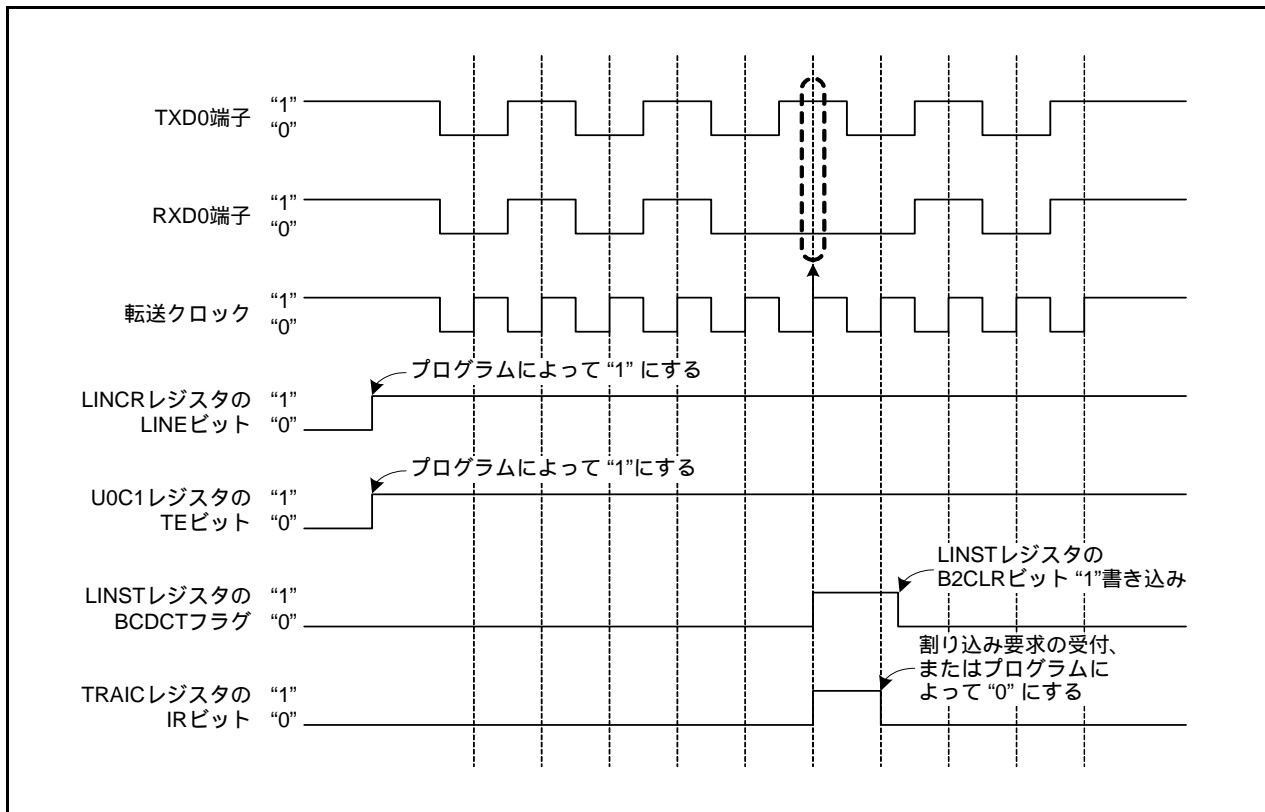 TXD0端子 “1”
“0”
RXD0端子 “1”
“0”
転送クロック “1”
“0”
プログラムによって “1” にする
LINCRレジスタの “1”
LINEビット “0”
プログラムによって “1”にする
U0C1レジスタの “1”
TEビット “0”
LINSTレジスタの
B2CLRビット “1”書き込み
LINSTレジスタの “1”
BCDCTフラグ “0”
割り込み要求の受付、
またはプログラムに
よって “0” にする
TRAICレジスタの “1”
IRビット “0”